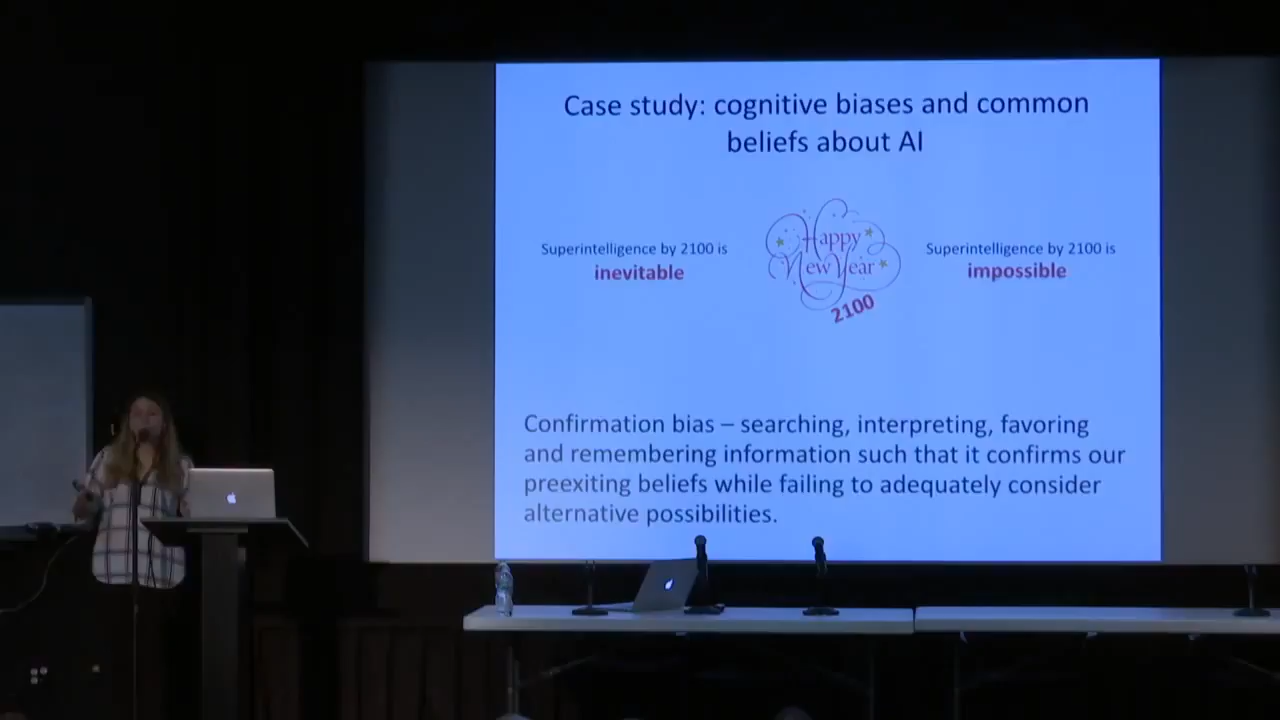 Case study: cognitive biases and common
beliefs about AI
Superintelligence by 2100 is
inevitable
Happy
New Year
2100
Superintelligence by 2100 is
impossible
Confirmation bias – searching, interpreting, favoring
and remembering information such that it confirms our
preexiting beliefs while failing to adequately consider
alternative possibilities.